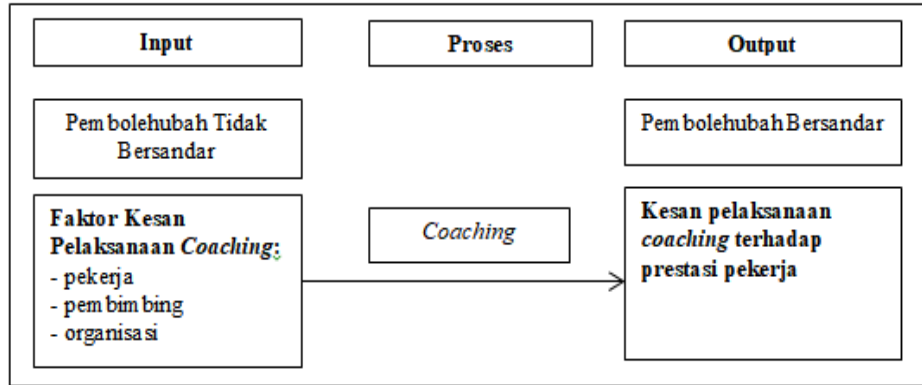 Input
Proses
Output
Pembolehubah Tidak
Bersandar
Pembolehubah Bersandar
Faktor Kesan
Pelaksanaan Coaching:
- pekerja
- pembimbing
- organisasi
Coaching
Kesan pelaksanaan
coaching terhadap
prestasi pekerja